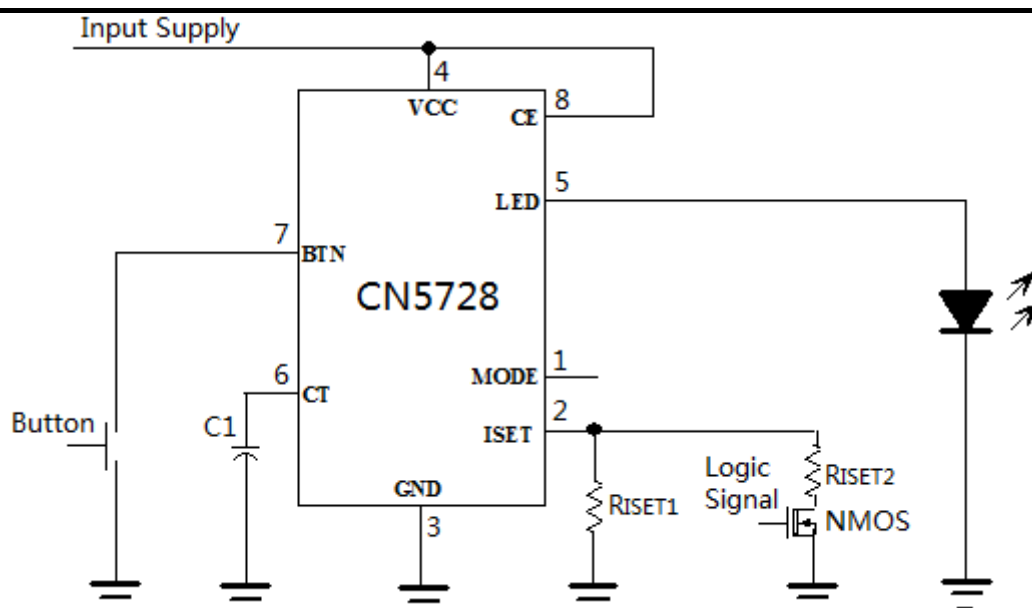 Input Supply
4
VCC
CE
8
LED
5
7
BTN
CN5728
MODE
1
6
CT
ISET
2
Button
C1
GND
3
RISET1
Logic
Signal
RISET2
NMOS